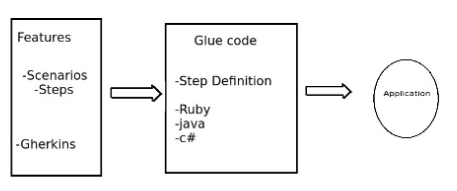 Features
-Scenarios
-Steps
-Gherkins
Glue code
-Step Definition
-Ruby
-java
-c#
Application